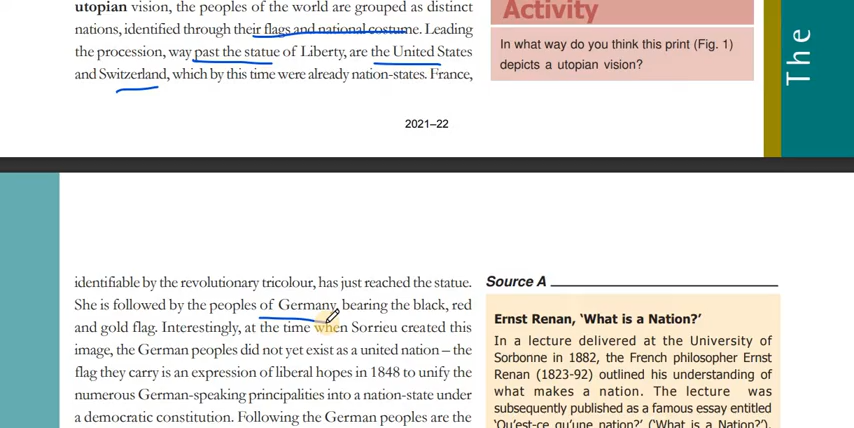 utopian vision, the peoples of the world are grouped as distinct
nations, identified through their flags and national costume. Leading
the procession, way past the statue of Liberty, are the United States
and Switzerland, which by this time were already nation-states. France,
Activity
In what way do you think this print (Fig. 1)
depicts a utopian vision?
The
2021–22
identifiable by the revolutionary tricolour, has just reached the statue.
She is followed by the peoples of Germany, bearing the black, red
and gold flag. Interestingly, at the time when Sorrieu created this
image, the German peoples did not yet exist as a united nation – the
flag they carry is an expression of liberal hopes in 1848 to unify the
numerous German-speaking principalities into a nation-state under
a democratic constitution. Following the German peoples are the
Source A
Ernst Renan, ‘What is a Nation?’
In a lecture delivered at the University of
Sorbonne in 1882, the French philosopher Ernst
Renan (1823-92) outlined his understanding of
what makes a nation. The lecture was
subsequently published as a famous essay entitled
‘Qu’est-ce qu’une nation?’ (‘What is a Nation?’).